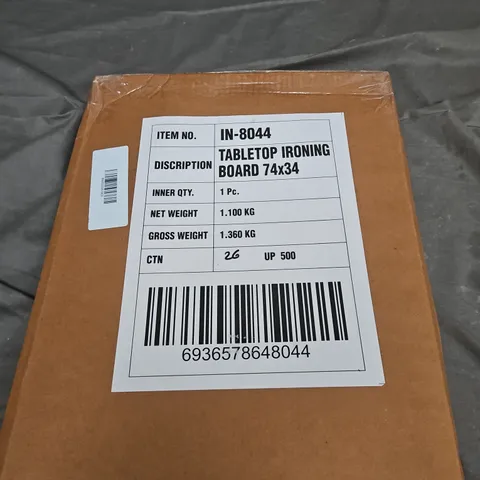 ITEM NO. IN-8044
DISCRIPTION TABLETOP IRONING
BOARD 74x34
INNER QTY. 1 Pc.
NET WEIGHT 1.100 KG
GROSS WEIGHT 1.360 KG
CTN 26 UP 500
6936578648044